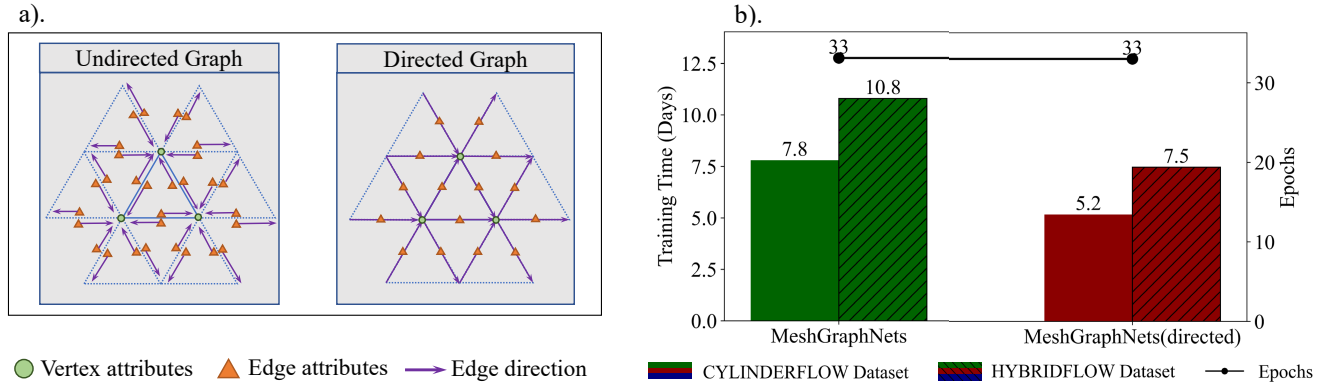 a).
Undirected Graph
Directed Graph
Vertex attributes
Edge attributes
Edge direction
b).
33
33
12.5
10.0
7.5
5.0
2.5
0.0
Training Time (Days)
10.8
7.8
7.5
5.2
30
20
10
0
Epochs
MeshGraphNets
MeshGraphNets(directed)
CYLINDERFLOW Dataset
HYBRIDFLOW Dataset
Epochs